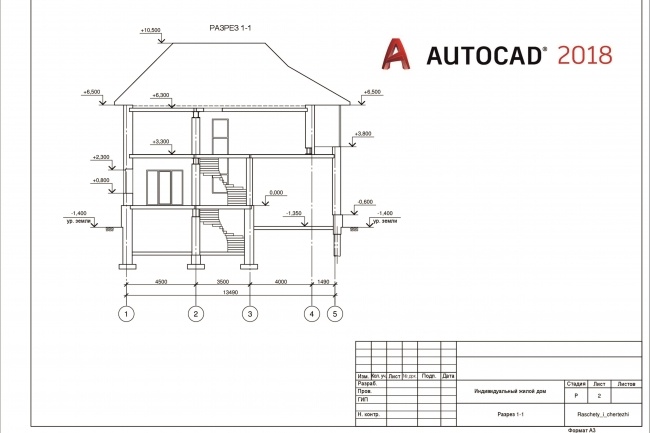 РАЗРЕЗ 1-1
AUTOCAD® 2018
+10,500
+6,500
+6,300
+6,500
+3,800
+3,300
+2,300
+0,800
0,000
-0,600
-1,400
ур. земли
-1,350
-1,400
ур. земли
4500 3500 4000 1490
13490
1 2 3 4 5
Изм. Кол. уч. Лист № док Подп. Дата
Разраб.
Пров.
ГИП
Н. контр.
Индивидуальный жилой дом
Стадия Лист Листов
Р 2
Разрез 1-1
Raschety_i_chertezhi
Формат А3